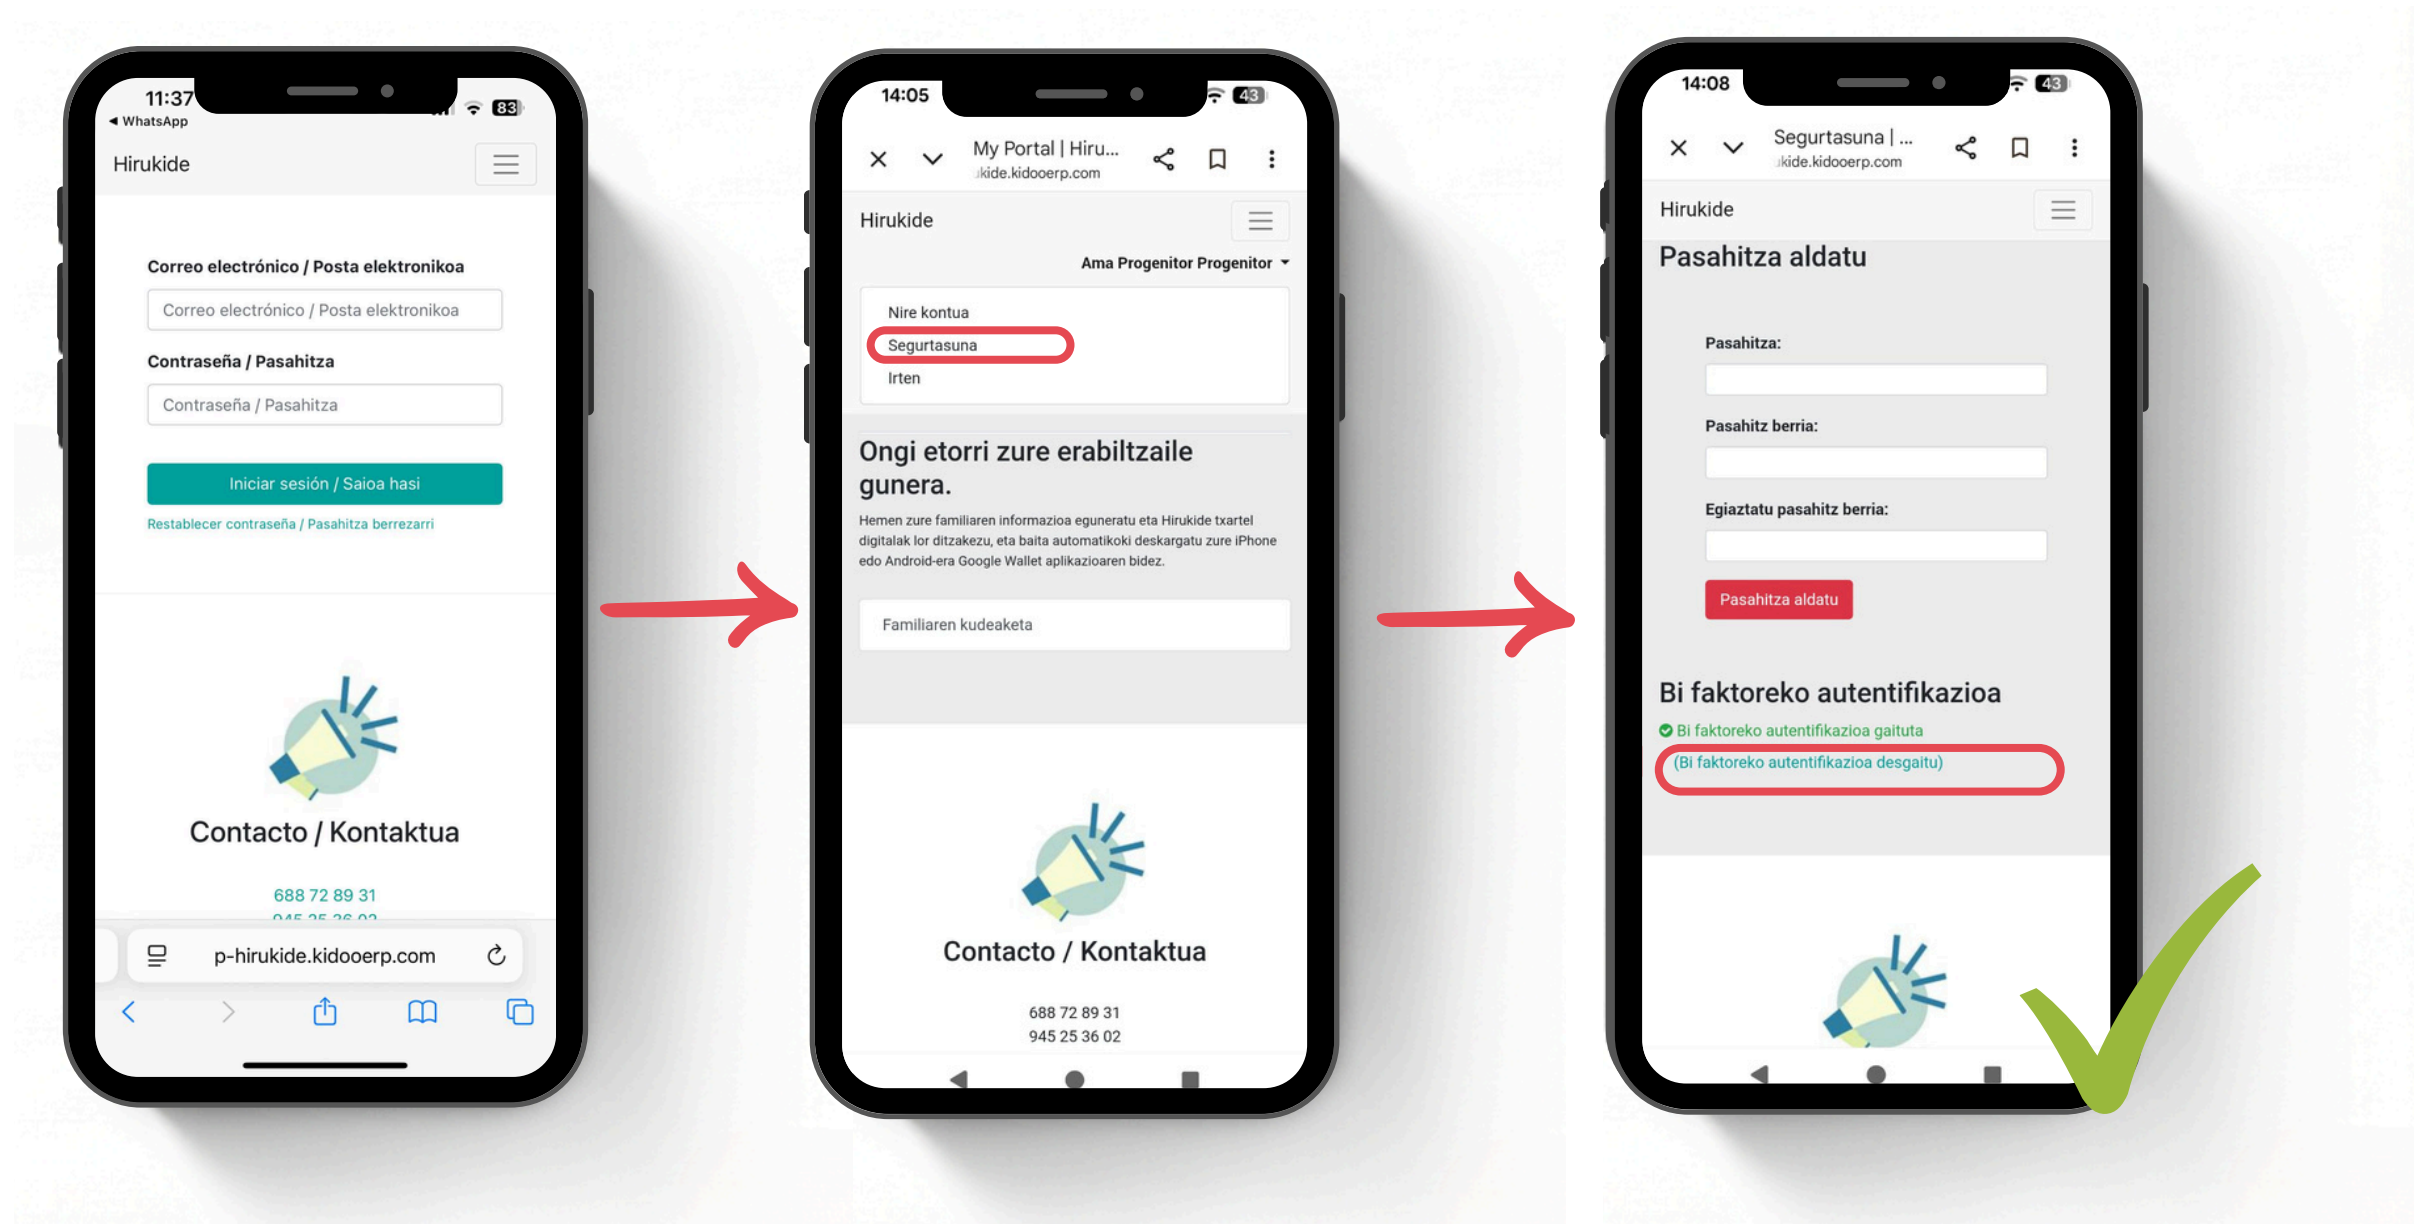 11:37
◀ WhatsApp
83
Hirukide
Correo electrónico / Posta elektronikoa
Correo electrónico / Posta elektronikoa
Contraseña / Pasahitza
Contraseña / Pasahitza
Iniciar sesión / Saioa hasi
Restablecer contraseña / Pasahitza berrezarri
Contacto / Kontaktua
688 72 89 31
945 25 36 02
p-hirukide.kidooerp.com
14:05
43
My Portal | Hiru...
ukide.kidooerp.com
Hirukide
Ama Progenitor Progenitor
Nire kontua
Segurtasuna
Irten
Ongi etorri zure erabiltzaile
gunera.
Hemen zure familiaren informazioa eguneratu eta Hirukide txartel
digitalak lor ditzakezu, eta baita automatikoki deskargatu zure iPhone
edo Android-era Google Wallet aplikazioaren bidez.
Familiaren kudeaketa
Contacto / Kontaktua
688 72 89 31
945 25 36 02
14:08
43
Segurtasuna | ...
ukide.kidooerp.com
Hirukide
Pasahitza aldatu
Pasahitza:
Pasahitz berria:
Egiaztatu pasahitz berria:
Pasahitza aldatu
Bi faktoreko autentifikazioa
Bi faktoreko autentifikazioa gaituta
(Bi faktoreko autentifikazioa desgaitu)